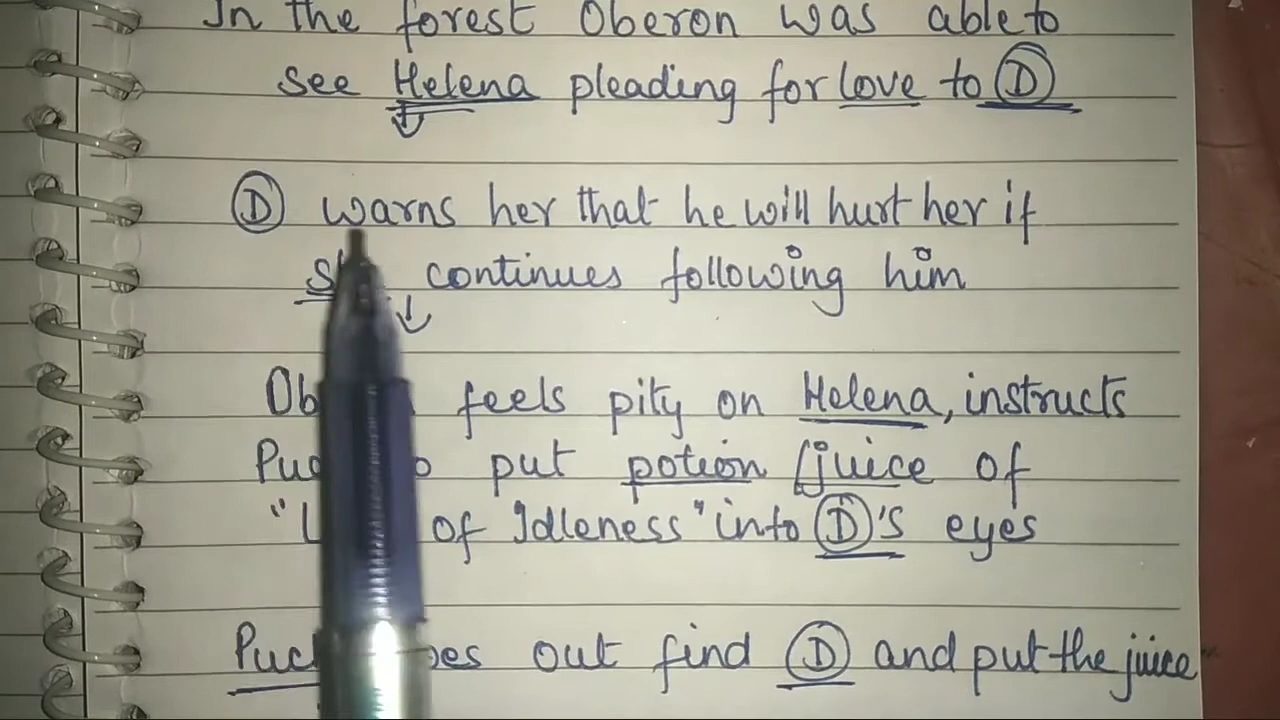 In the forest Oberon was able to
see Helena pleading for love to D
D warns her that he will hurt her if
continues following him
feels pity on Helena, instructs
put potion [juice of
of Idleness" into D's eyes
out find D and put the juice